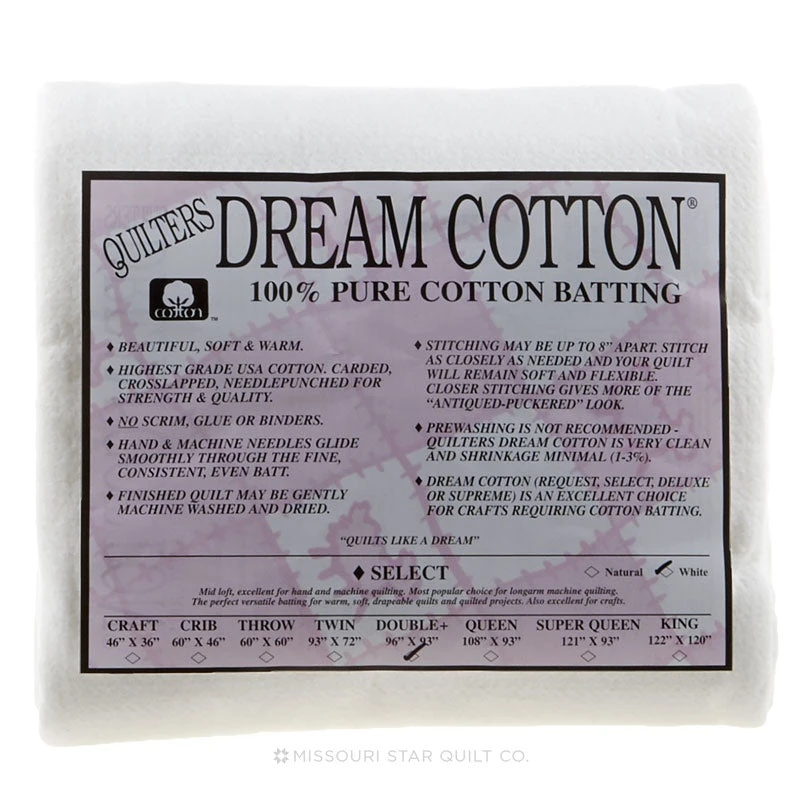 QUILTERS DREAM COTTON®
cotton™
100% PURE COTTON BATTING
♦ BEAUTIFUL, SOFT & WARM.
♦ HIGHEST GRADE USA COTTON. CARDED,
CROSSLAPPED, NEEDLEPUNCHED FOR
STRENGTH & QUALITY.
♦ NO SCRIM, GLUE OR BINDERS.
♦ HAND & MACHINE NEEDLES GLIDE
SMOOTHLY THROUGH THE FINE,
CONSISTENT, EVEN BATT.
♦ FINISHED QUILT MAY BE GENTLY
MACHINE WASHED AND DRIED.
♦ STITCHING MAY BE UP TO 8” APART. STITCH
AS CLOSELY AS NEEDED AND YOUR QUILT
WILL REMAIN SOFT AND FLEXIBLE.
CLOSER STITCHING GIVES MORE OF THE
“ANTIQUED-PUCKERED” LOOK.
♦ PREWASHING IS NOT RECOMMENDED -
QUILTERS DREAM COTTON IS VERY CLEAN
AND SHRINKAGE MINIMAL (1-3%).
♦ DREAM COTTON (REQUEST, SELECT, DELUXE
OR SUPREME) IS AN EXCELLENT CHOICE
FOR CRAFTS REQUIRING COTTON BATTING.
“QUILTS LIKE A DREAM”
♦ SELECT ◇ Natural ◇ White
Mid loft, excellent for hand and machine quilting. Most popular choice for longarm machine quilting.
The perfect versatile batting for warm, soft, drapeable quilts and quilted projects. Also excellent for crafts.
CRAFT CRIB THROW TWIN DOUBLE+ QUEEN SUPER QUEEN KING
46” X 36” 60” X 46” 60” X 60” 93” X 72” 96” X 93” 108” X 93” 121” X 93” 122” X 120”
MISSOURI STAR QUILT CO.